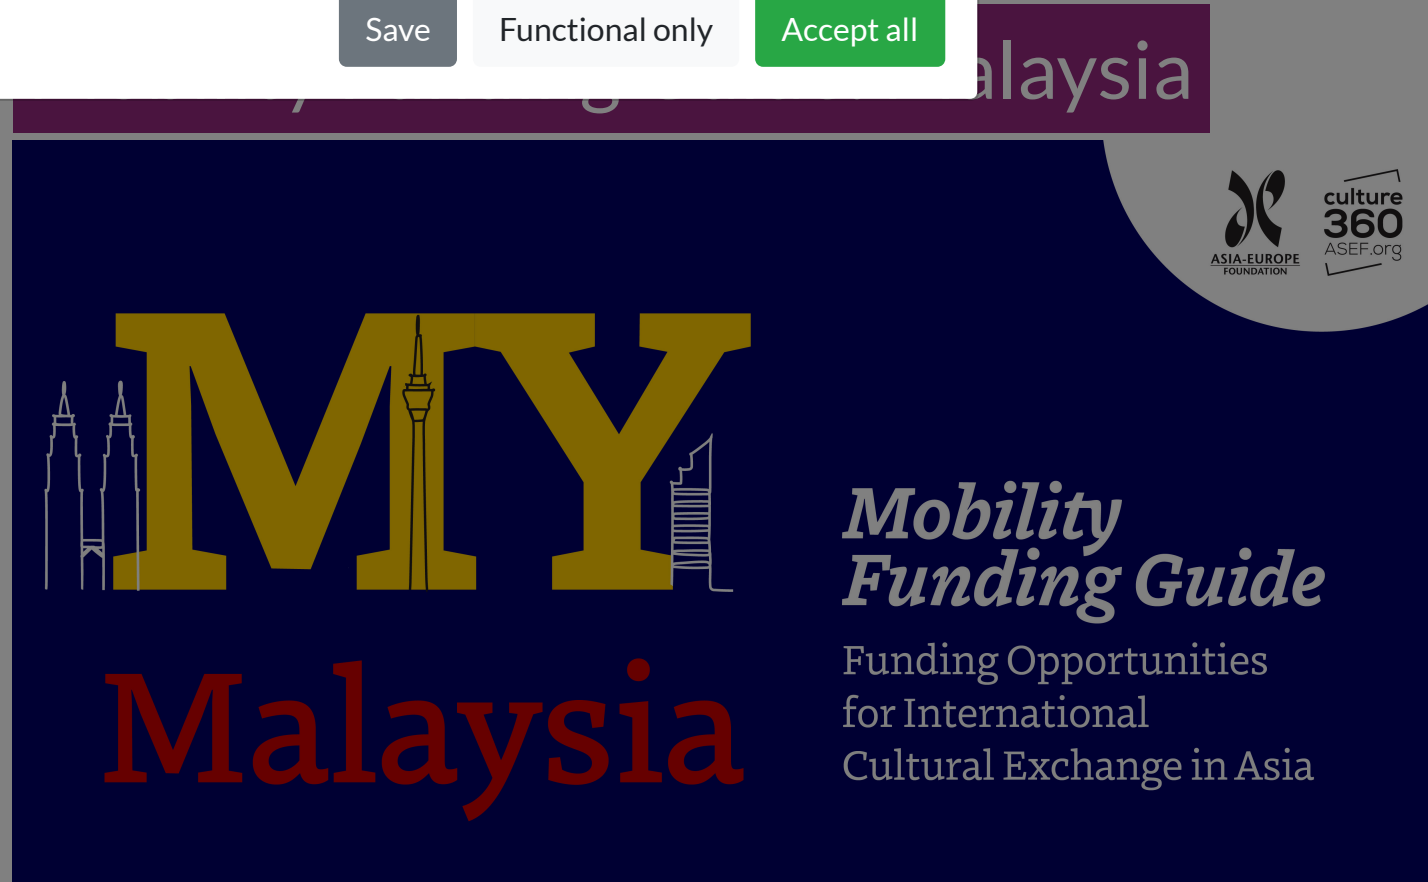 Save
Functional only
Accept all
alaysia
ASIA-EUROPE
FOUNDATION
culture
360
ASEF.org
MY
Malaysia
Mobility
Funding Guide
Funding Opportunities
for International
Cultural Exchange in Asia